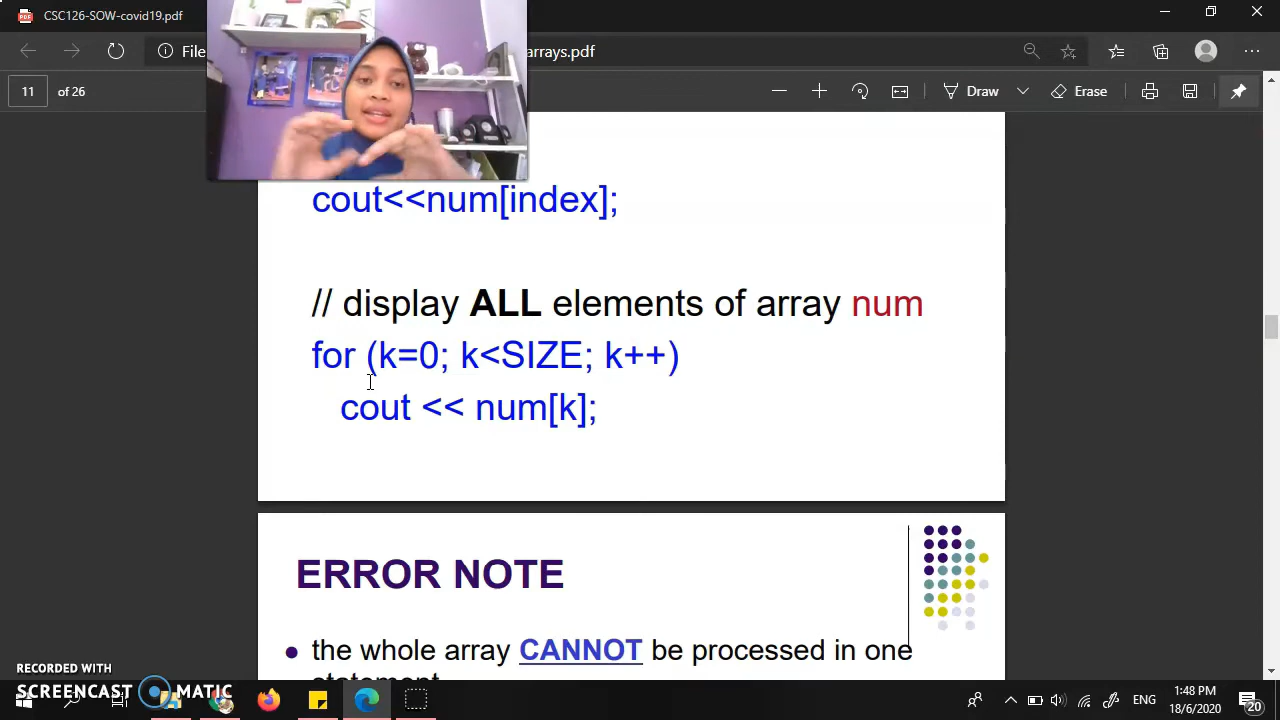 CSC126 SOW-covid19.pdf
File
arrays.pdf
11 of 26
Draw
Erase
cout<<num[index];
// display ALL elements of array num
for (k=0; k<SIZE; k++)
cout << num[k];
ERROR NOTE
● the whole array CANNOT be processed in one
statement
RECORDED WITH
SCREENCAST MATIC
ENG
1:48 PM
18/6/2020
20